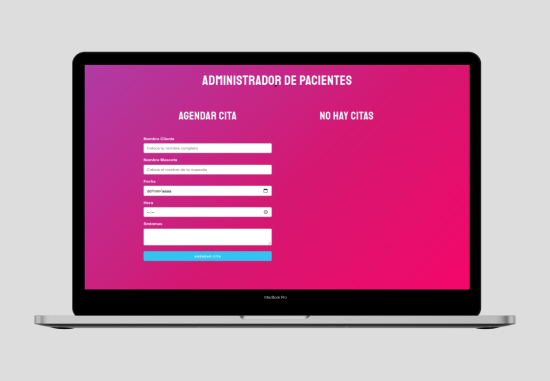 ADMINISTRADOR DE PACIENTES
AGENDAR CITA
NO HAY CITAS
Nombre Cliente
Coloca tu nombre completo
Nombre Mascota
Coloca el nombre de tu mascota
Fecha
dd/mm/aaaa
Hora
--:--
Síntomas
AGENDAR CITA
MacBook Pro